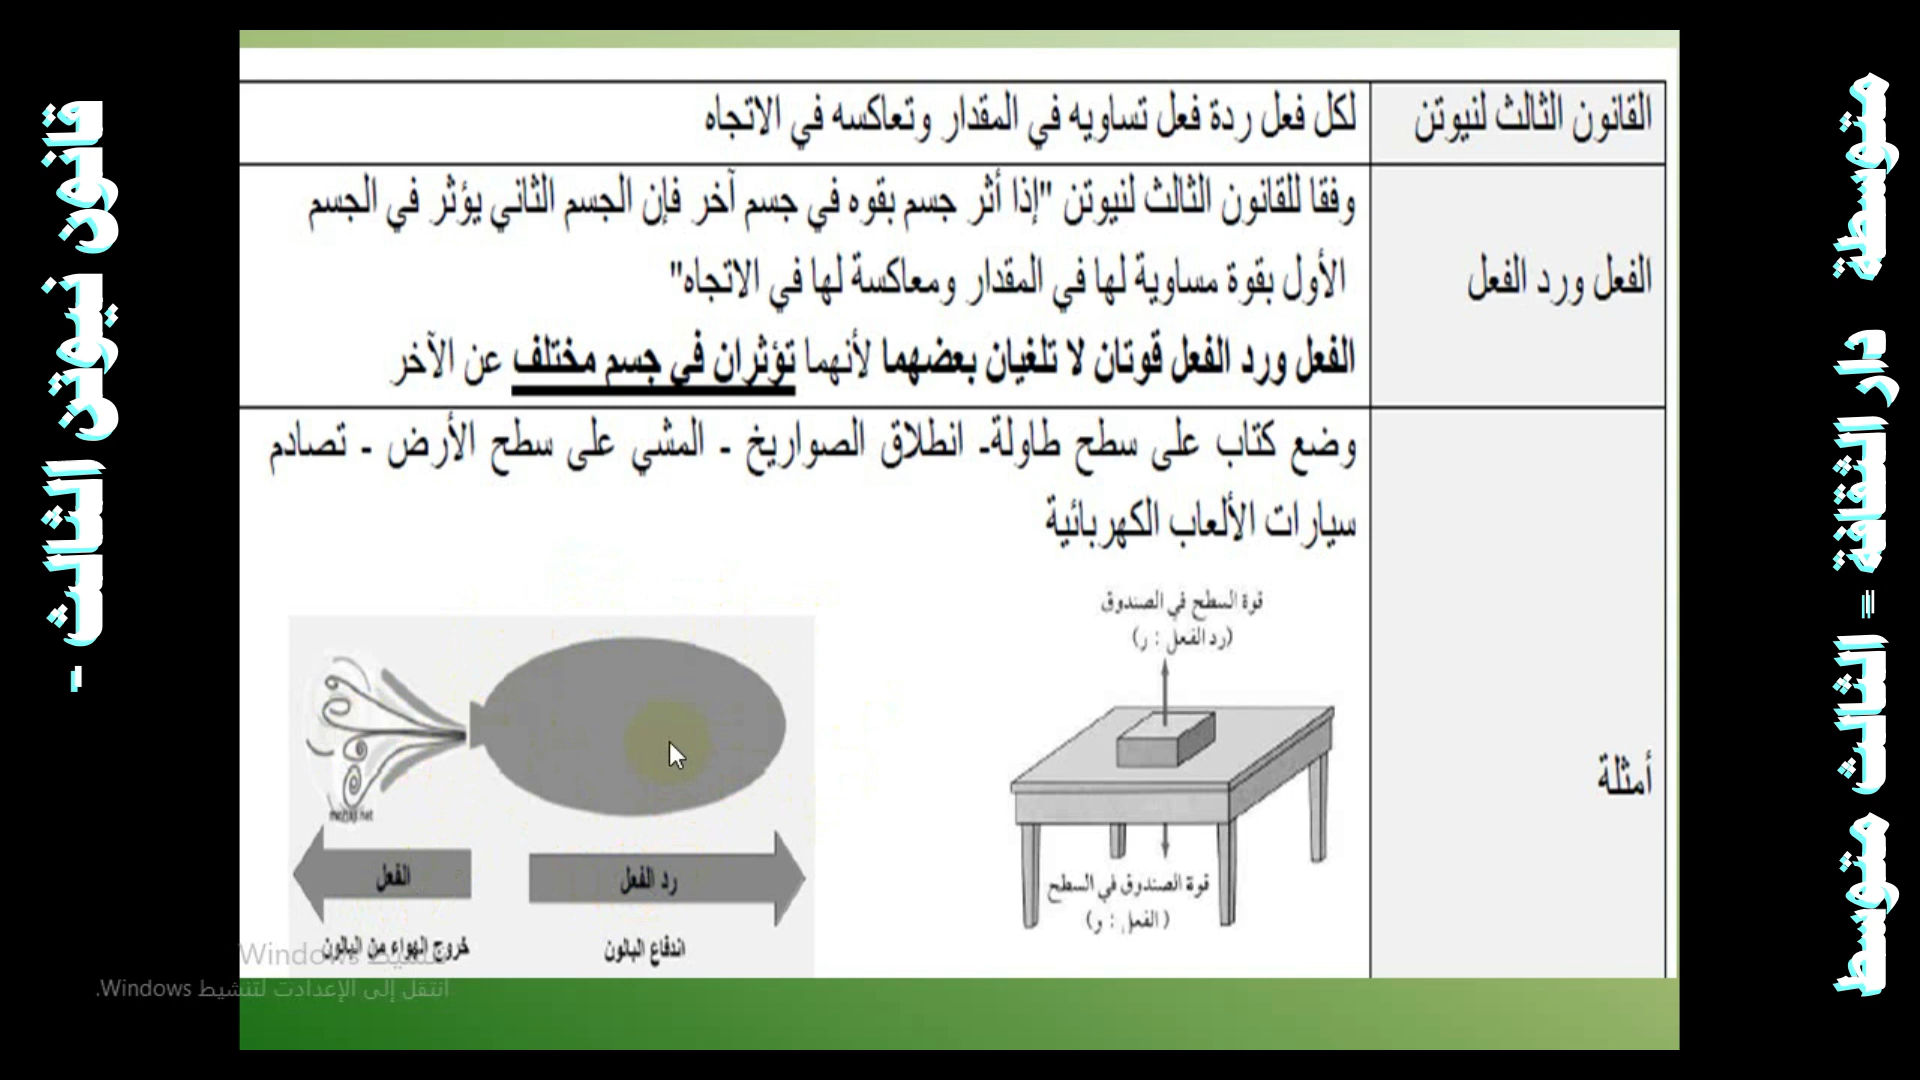 القانون الثالث لنيوتن
لكل فعل ردة فعل تساويه في المقدار وتعاكسه في الاتجاه
الفعل ورد الفعل
وفقا للقانون الثالث لنيوتن "إذا أثر جسم بقوه في جسم آخر فإن الجسم الثاني يؤثر في الجسم
الأول بقوة مساوية لها في المقدار ومعاكسة لها في الاتجاه"
الفعل ورد الفعل قوتان لا تلغيان بعضهما لأنهما تؤثران في جسم مختلف عن الآخر
أمثلة
وضع كتاب على سطح طاولة- انطلاق الصواريخ - المشي على سطح الأرض - تصادم
سيارات الألعاب الكهربائية
قوة السطح في الصندوق
(رد الفعل : ر)
قوة الصندوق في السطح
(الفعل : و)
رد الفعل
الفعل
اندفاع البالون
خروج الهواء من البالون
تنشيط Windows
انتقل إلى الإعدادت لتنشيط Windows.
متوسطة دار الثقافة = الثالث متوسط
قانون نيوتن الثالث -